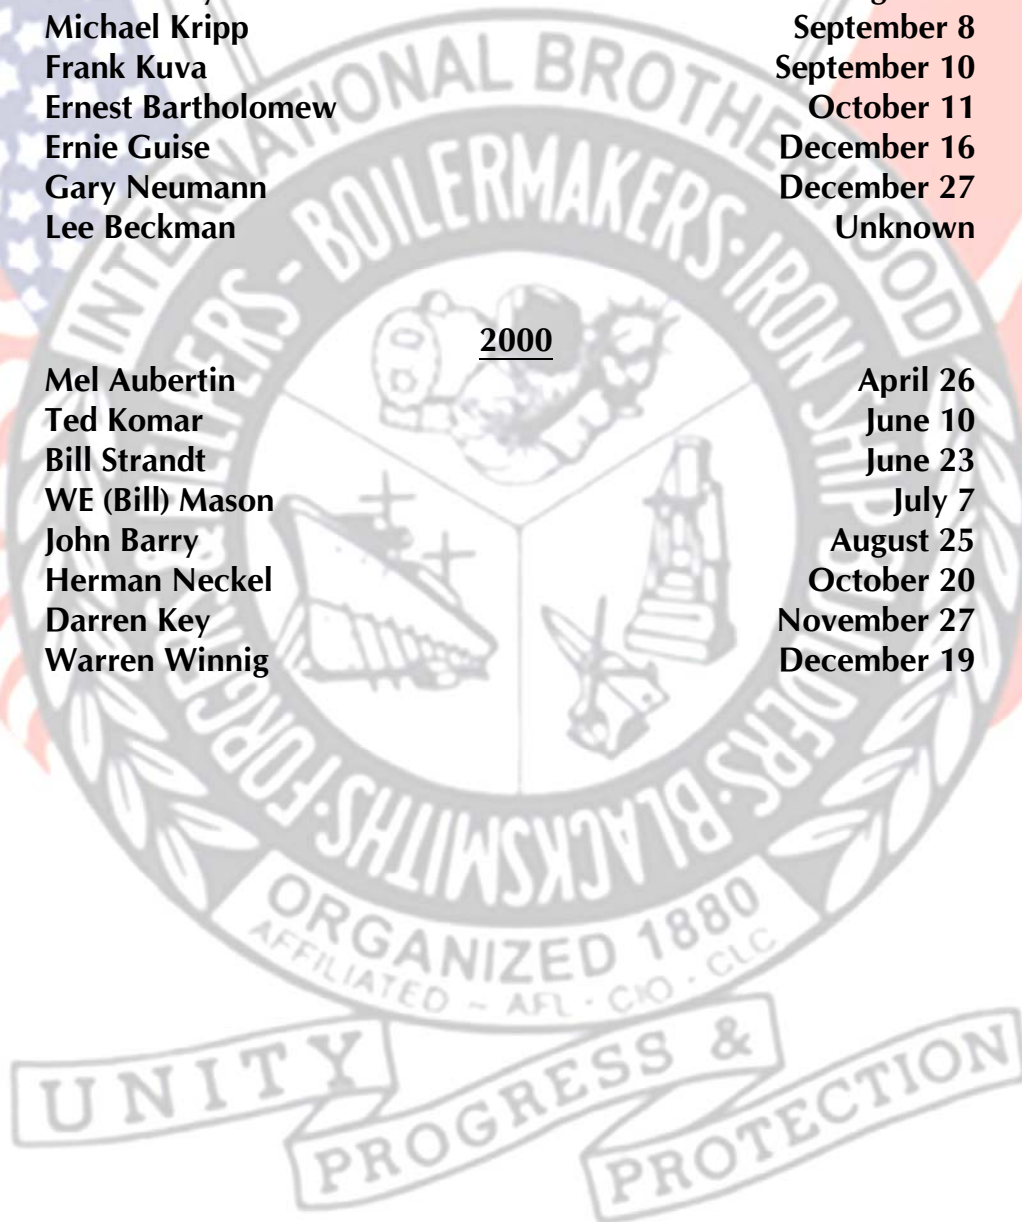 Michael Kripp September 8
Frank Kuva September 10
Ernest Bartholomew October 11
Ernie Guise December 16
Gary Neumann December 27
Lee Beckman Unknown
2000
Mel Aubertin April 26
Ted Komar June 10
Bill Strandt June 23
WE (Bill) Mason July 7
John Barry August 25
Herman Neckel October 20
Darren Key November 27
Warren Winnig December 19
INTERNATIONAL BROTHERHOOD
BOILERMAKERS · IRON SHIP BUILDERS · BLACKSMITHS · FORGERS & HELPERS -
ORGANIZED 1880
AFFILIATED ~ AFL · CIO · CLC
UNITY
PROGRESS &
PROTECTION